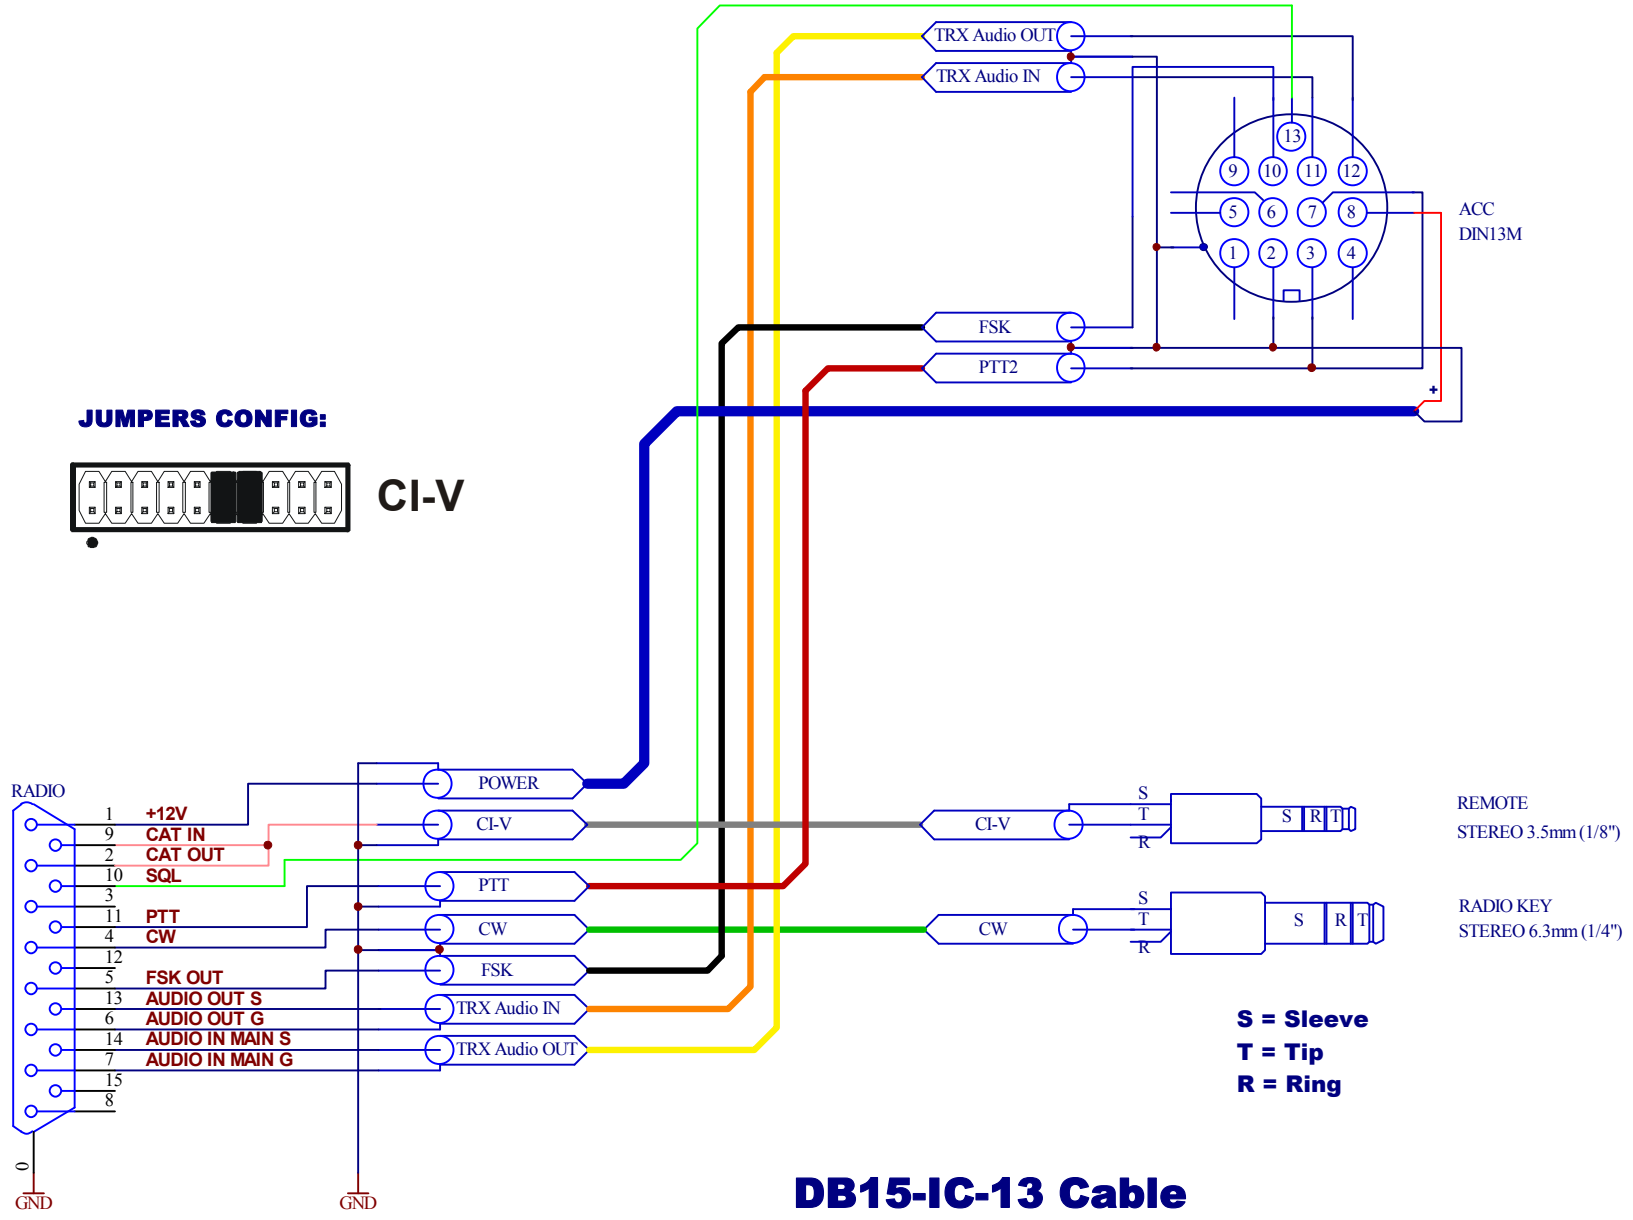 TRX Audio OUT
TRX Audio IN
13
9 10 11 12
5 6 7 8
1 2 3 4
ACC
DIN13M
FSK
PTT2
+
JUMPERS CONFIG:
CI-V
RADIO
1 +12V
9 CAT IN
2 CAT OUT
10 SQL
3
11 PTT
4 CW
12
5 FSK OUT
13 AUDIO OUT S
6 AUDIO OUT G
14 AUDIO IN MAIN S
7 AUDIO IN MAIN G
15
8
0
GND
GND
POWER
CI-V
PTT
CW
FSK
TRX Audio IN
TRX Audio OUT
CI-V
S
T
R
S R T
REMOTE
STEREO 3.5mm (1/8")
CW
S
T
R
S R T
RADIO KEY
STEREO 6.3mm (1/4")
S = Sleeve
T = Tip
R = Ring
DB15-IC-13 Cable